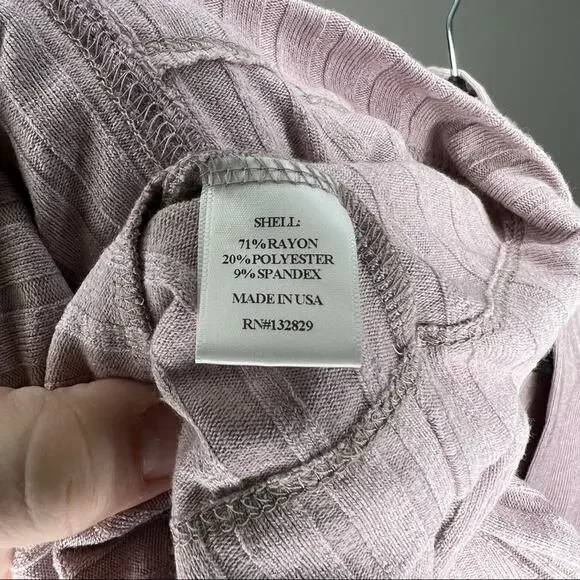 SHELL:
71% RAYON
20% POLYESTER
9% SPANDEX
MADE IN USA
RN#132829